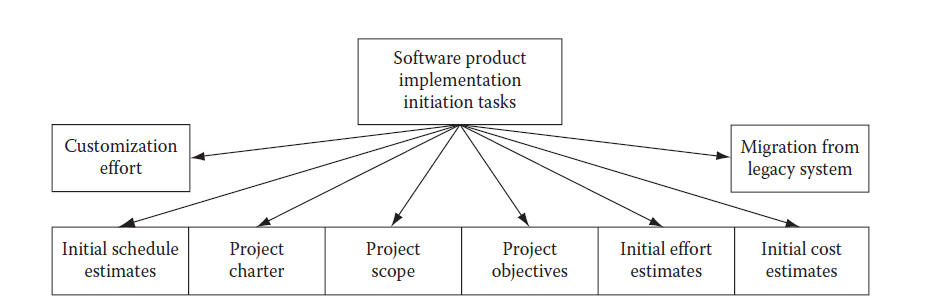 Software product
implementation
initiation tasks
Customization
effort
Migration from
legacy system
Initial schedule
estimates
Project
charter
Project
scope
Project
objectives
Initial effort
estimates
Initial cost
estimates